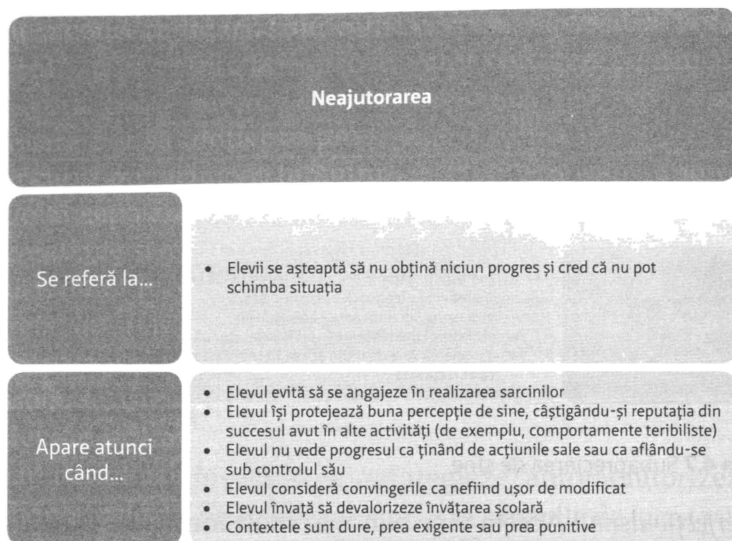 Neajutorarea
Se referă la...
• Elevii se așteaptă să nu obțină niciun progres și cred că nu pot
schimba situația
Apare atunci
când...
• Elevul evită să se angajeze în realizarea sarcinilor
• Elevul își protejează buna percepție de sine, câștigându-și reputația din
succesul avut în alte activități (de exemplu, comportamente teribiliste)
• Elevul nu vede progresul ca ținând de acțiunile sale sau ca aflându-se
sub controlul său
• Elevul consideră convingerile ca nefiind ușor de modificat
• Elevul învață să devalorizeze învățarea școlară
• Contextele sunt dure, prea exigente sau prea punitive